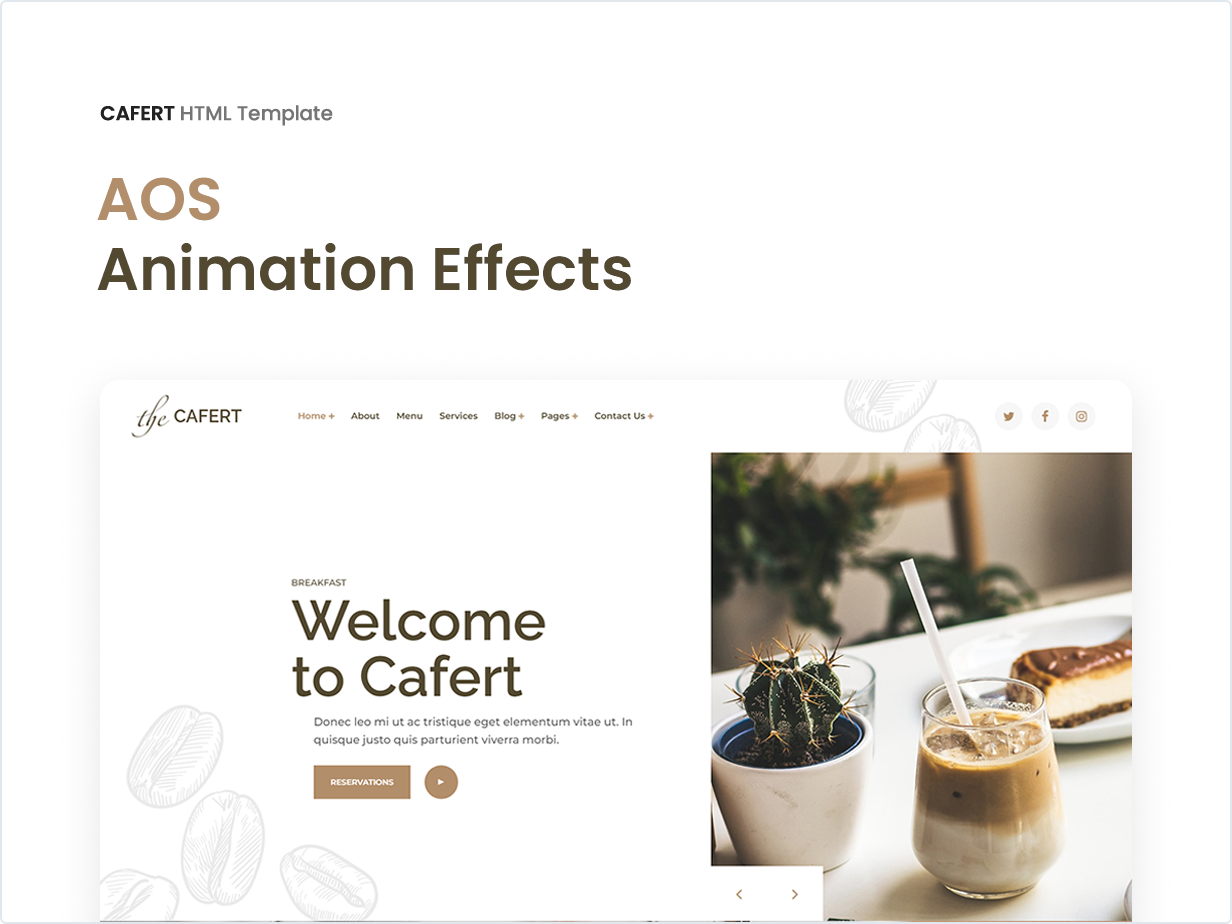 CAFERT HTML Template
AOS
Animation Effects
the CAFERT
Home + About Menu Services Blog + Pages + Contact Us +
BREAKFAST
Welcome
to Cafert
Donec leo mi ut ac tristique eget elementum vitae ut. In
quisque justo quis parturient viverra morbi.
RESERVATIONS